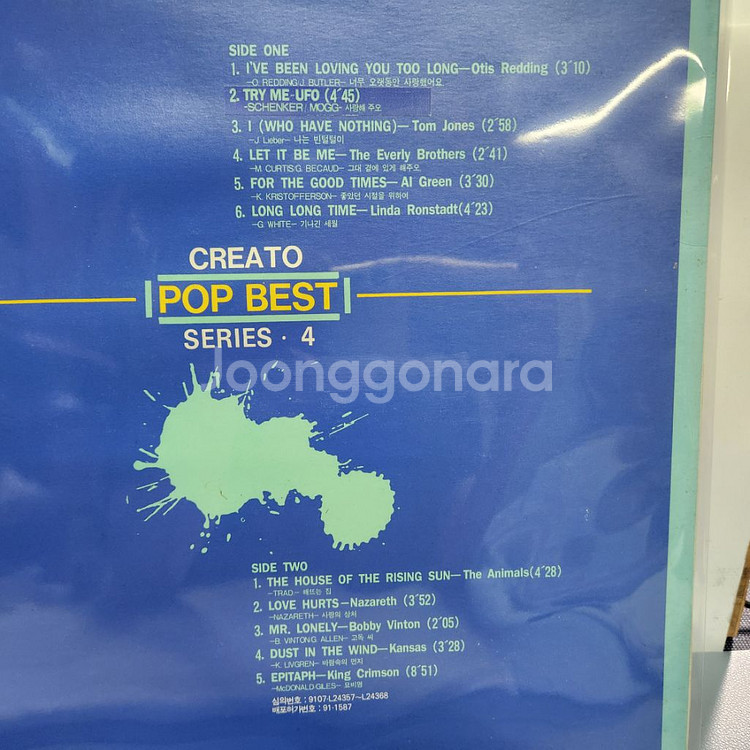 SIDE ONE
1. I'VE BEEN LOVING YOU TOO LONG—Otis Redding (3´10)
—O. REDDING/J. BUTLER— 너무 오랫동안 사랑했어요
2. TRY ME-UFO (4´45)
-SCHENKER/MOGG- 사랑해 주오
3. I (WHO HAVE NOTHING)— Tom Jones (2´58)
—J. Lieber— 나는 빈털털이
4. LET IT BE ME— The Everly Brothers (2´41)
—M. CURTIS/G. BECAUD— 그대 곁에 있게 해주오
5. FOR THE GOOD TIMES— Al Green (3´30)
—K. KRISTOFFERSON— 좋았던 시절을 위하여
6. LONG LONG TIME— Linda Ronstadt(4´23)
—G. WHITE— 기나긴 세월
CREATO
POP BEST
SERIES · 4
Joonggonara
SIDE TWO
1. THE HOUSE OF THE RISING SUN— The Animals(4´28)
—TRAD— 해뜨는 집
2. LOVE HURTS—Nazareth (3´52)
—NAZARETH— 사랑의 상처
3. MR. LONELY—Bobby Vinton (2´05)
—B. VINTON/G. ALLEN— 고독 씨
4. DUST IN THE WIND—Kansas (3´28)
—K. LIVGREN— 바람속의 먼지
5. EPITAPH—King Crimson (8´51)
—McDONALD/GILES— 묘비명
심의번호 : 9107-L24357~L24368
배포허가번호 : 91-1587